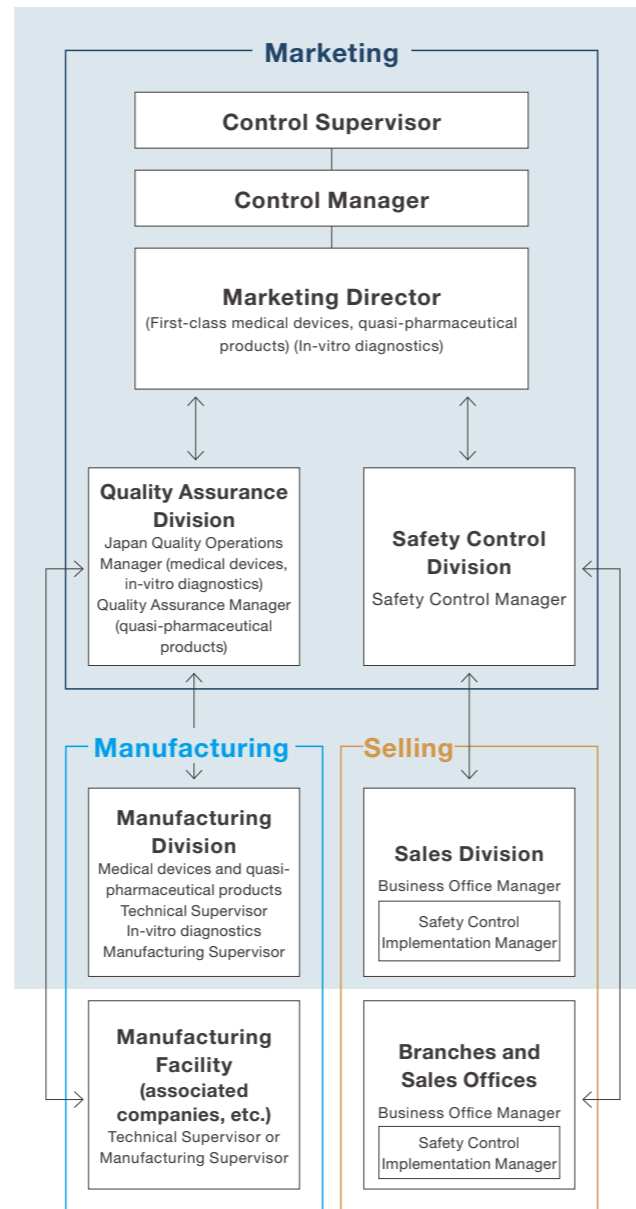 Marketing
Control Supervisor
Control Manager
Marketing Director
(First-class medical devices, quasi-pharmaceutical
products) (In-vitro diagnostics)
Quality Assurance
Division
Japan Quality Operations
Manager (medical devices,
in-vitro diagnostics)
Quality Assurance Manager
(quasi-pharmaceutical
products)
Safety Control
Division
Safety Control Manager
Manufacturing
Manufacturing
Division
Medical devices and quasi-
pharmaceutical products
Technical Supervisor
In-vitro diagnostics
Manufacturing Supervisor
Selling
Sales Division
Business Office Manager
Safety Control
Implementation Manager
Manufacturing
Facility
(associated
companies, etc.)
Technical Supervisor or
Manufacturing Supervisor
Branches and
Sales Offices
Business Office Manager
Safety Control
Implementation Manager